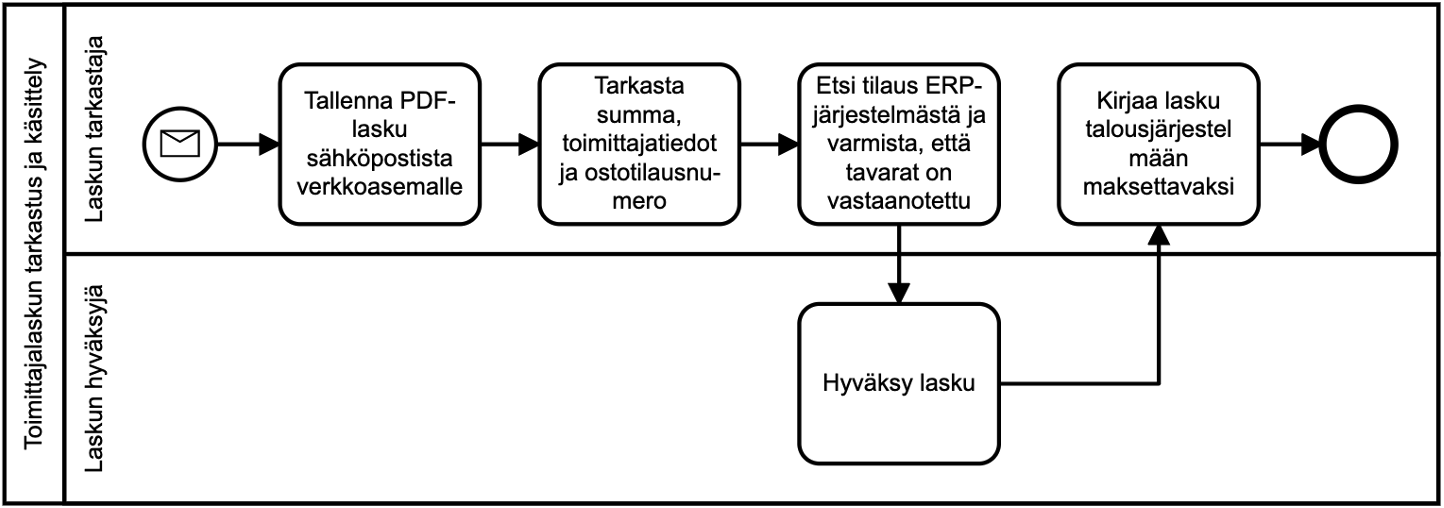 Toimittajalaskun tarkastus ja käsittely
Laskun tarkastaja
Tallenna PDF-
lasku
sähköpostista
verkkoasemalle
Tarkasta
summa,
toimittajatiedot
ja ostotilausnu-
mero
Etsi tilaus ERP-
järjestelmästä ja
varmista, että
tavarat on
vastaanotettu
Kirjaa lasku
talousjärjestel
mään
maksettavaksi
Laskun hyväksyjä
Hyväksy lasku